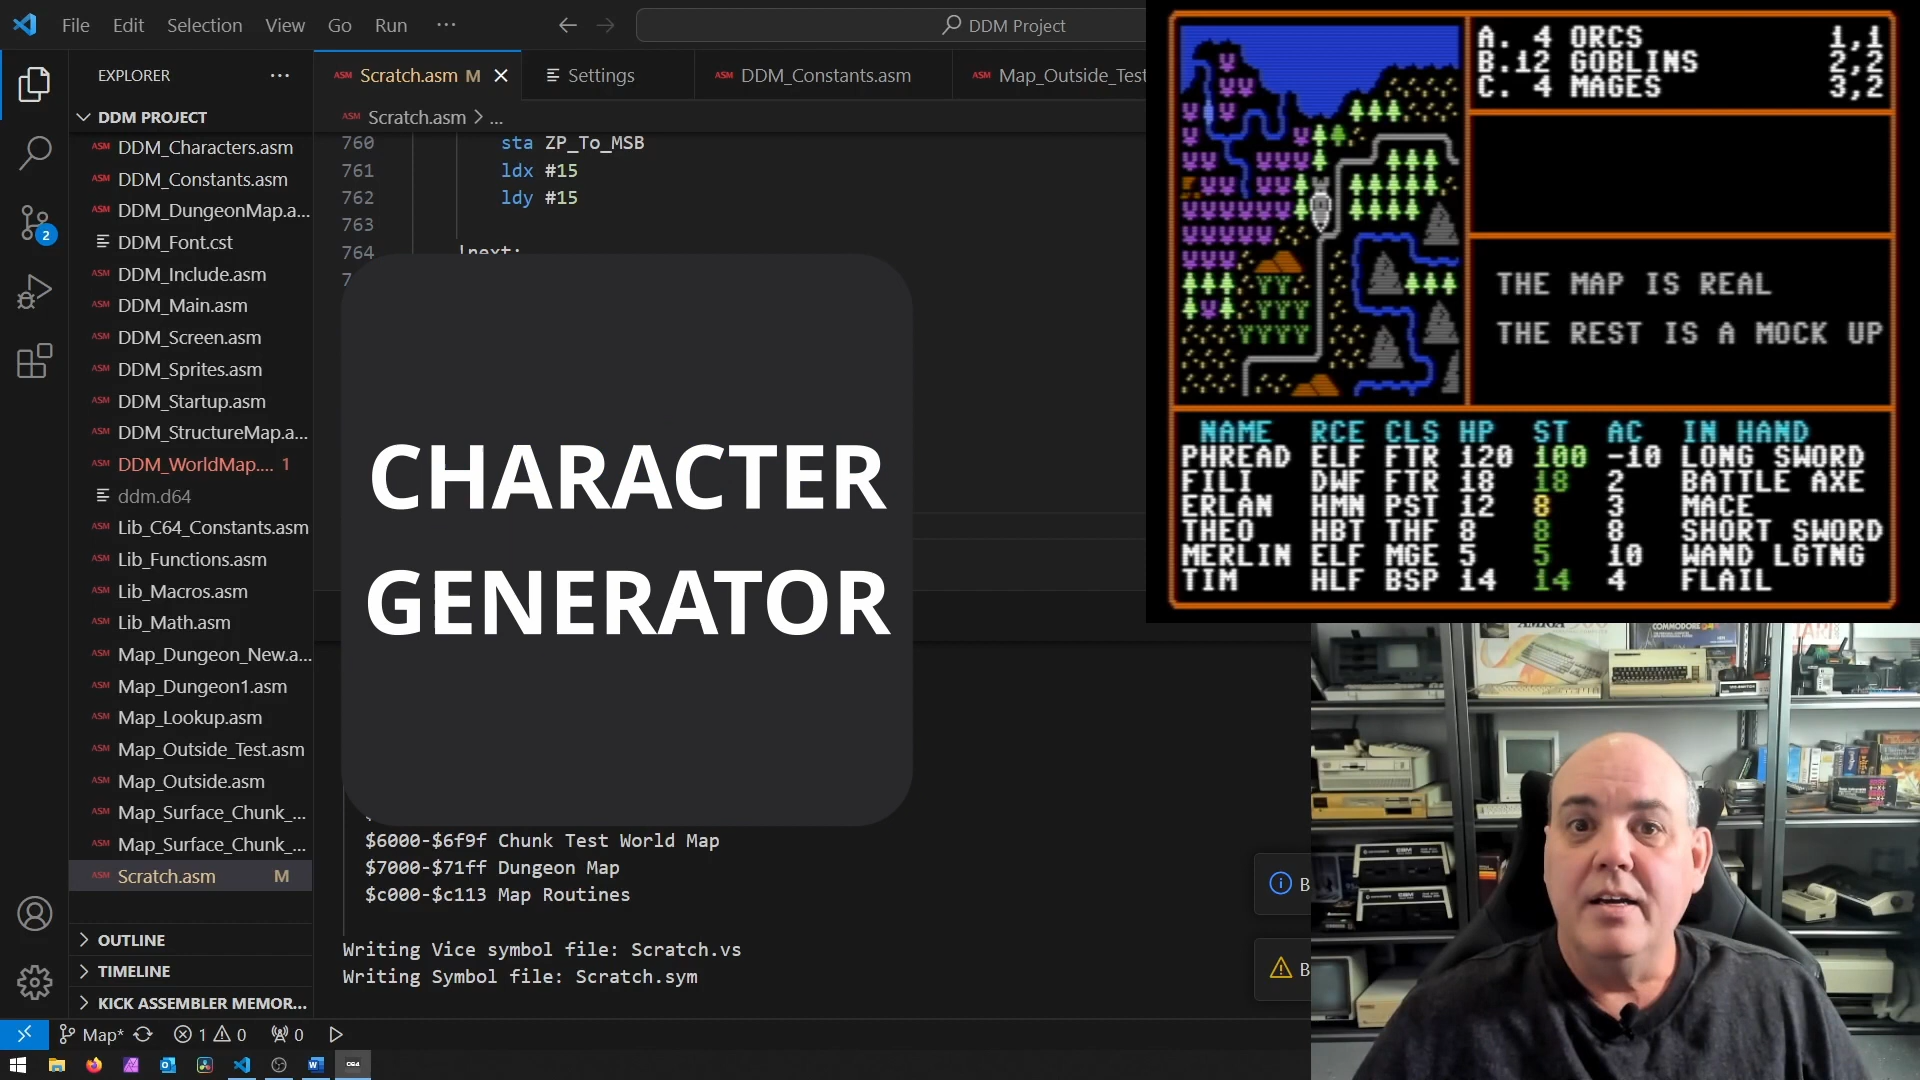 File Edit Selection View Go Run ...
DDM Project
EXPLORER ...
DDM PROJECT
DDM_Characters.asm
DDM_Constants.asm
DDM_DungeonMap.a...
DDM_Font.cst
DDM_Include.asm
DDM_Main.asm
DDM_Screen.asm
DDM_Sprites.asm
DDM_Startup.asm
DDM_StructureMap.a...
DDM_WorldMap.... 1
ddm.d64
Lib_C64_Constants.asm
Lib_Functions.asm
Lib_Macros.asm
Lib_Math.asm
Map_Dungeon_New.a...
Map_Dungeon1.asm
Map_Lookup.asm
Map_Outside_Test.asm
Map_Outside.asm
Map_Surface_Chunk_...
Map_Surface_Chunk_...
Scratch.asm M
OUTLINE
TIMELINE
KICK ASSEMBLER MEMOR...
2
ASM Scratch.asm M
Settings
ASM DDM_Constants.asm
ASM Map_Outside_Test
ASM Scratch.asm > ...
760 sta ZP_To_MSB
761 ldx #15
762 ldy #15
763
764 !next:
CHARACTER
GENERATOR
$6000-$6f9f Chunk Test World Map
$7000-$71ff Dungeon Map
$c000-$c113 Map Routines
Writing Vice symbol file: Scratch.vs
Writing Symbol file: Scratch.sym
B
B
Map* 1 0 0
A. 4 ORCS 1,1
B.12 GOBLINS 2,2
C. 4 MAGES 3,2
THE MAP IS REAL
THE REST IS A MOCK UP
NAME RCE CLS HP ST AC IN HAND
PHREAD ELF FTR 120 100 -10 LONG SWORD
FILI DWF FTR 18 18 2 BATTLE AXE
ERLAN HMN PST 12 8 3 MACE
THEO HBT THF 8 8 8 SHORT SWORD
MERLIN ELF MGE 5 5 10 WAND LGTNG
TIM HLF BSP 14 14 4 FLAIL